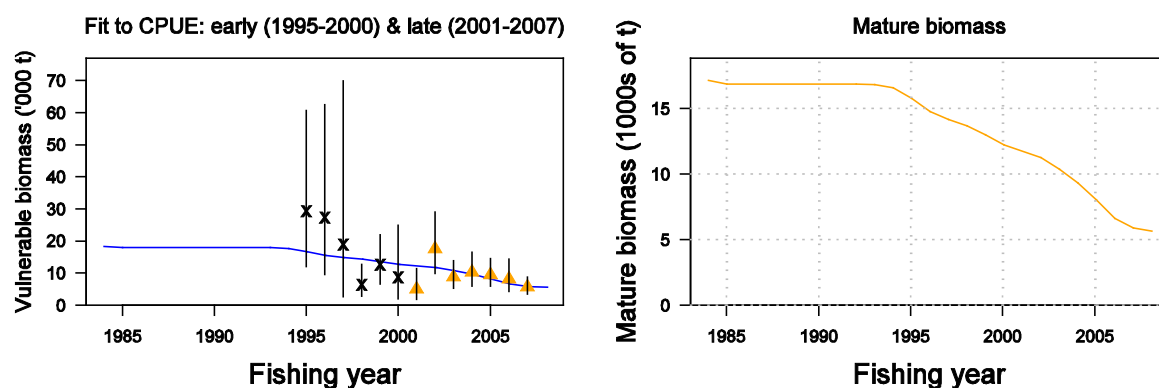 Fit to CPUE: early (1995-2000) & late (2001-2007)
Vulnerable biomass ('000 t)
70
60
50
40
30
20
10
0
1985 1990 1995 2000 2005
Fishing year
Mature biomass
Mature biomass (1000s of t)
15
10
5
0
1985 1990 1995 2000 2005
Fishing year